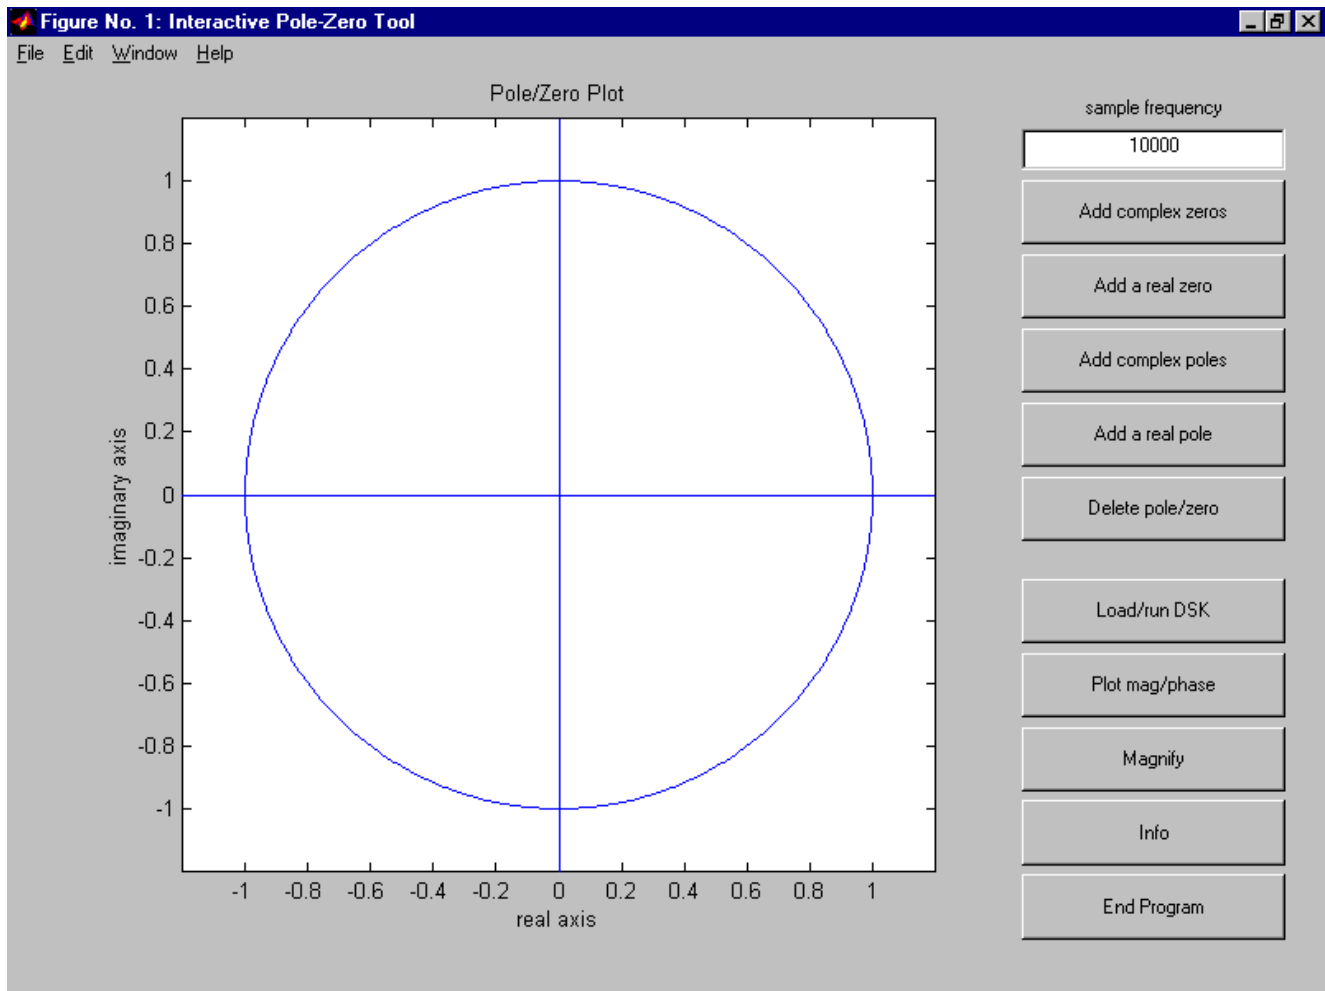 Figure No. 1: Interactive Pole-Zero Tool
File Edit Window Help
Pole/Zero Plot
1
0.8
0.6
0.4
0.2
0
-0.2
-0.4
-0.6
-0.8
-1
imaginary axis
-1 -0.8 -0.6 -0.4 -0.2 0 0.2 0.4 0.6 0.8 1
real axis
sample frequency
10000
Add complex zeros
Add a real zero
Add complex poles
Add a real pole
Delete pole/zero
Load/run DSK
Plot mag/phase
Magnify
Info
End Program